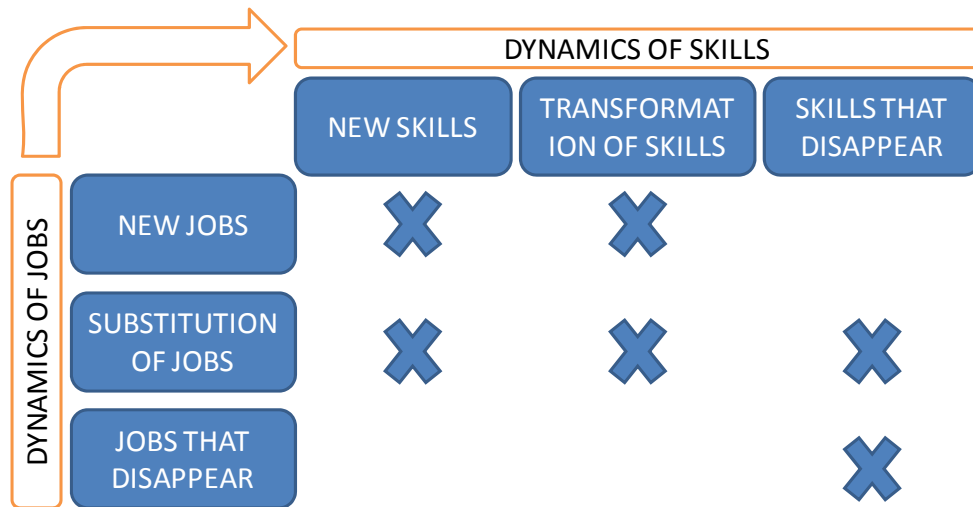 DYNAMICS OF SKILLS
NEW SKILLS
TRANSFORMAT
ION OF SKILLS
SKILLS THAT
DISAPPEAR
DYNAMICS OF JOBS
NEW JOBS
SUBSTITUTION
OF JOBS
JOBS THAT
DISAPPEAR